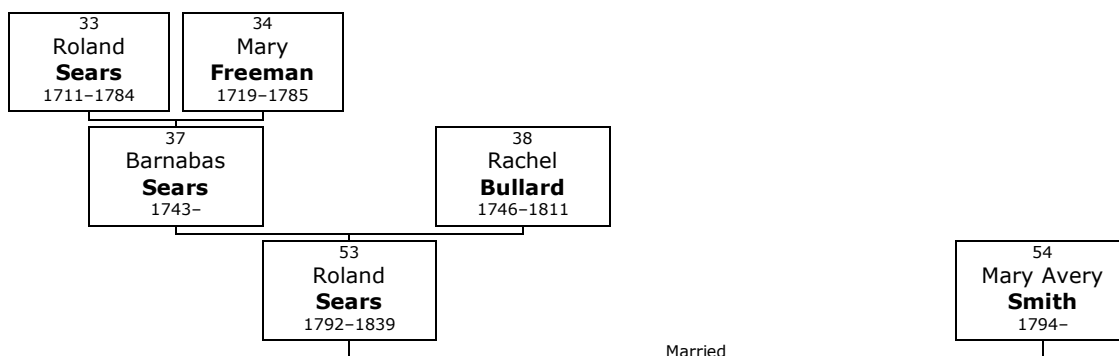 33
Roland
Sears
1711–1784
34
Mary
Freeman
1719–1785
37
Barnabas
Sears
1743–
38
Rachel
Bullard
1746–1811
53
Roland
Sears
1792–1839
54
Mary Avery
Smith
1794–
Married